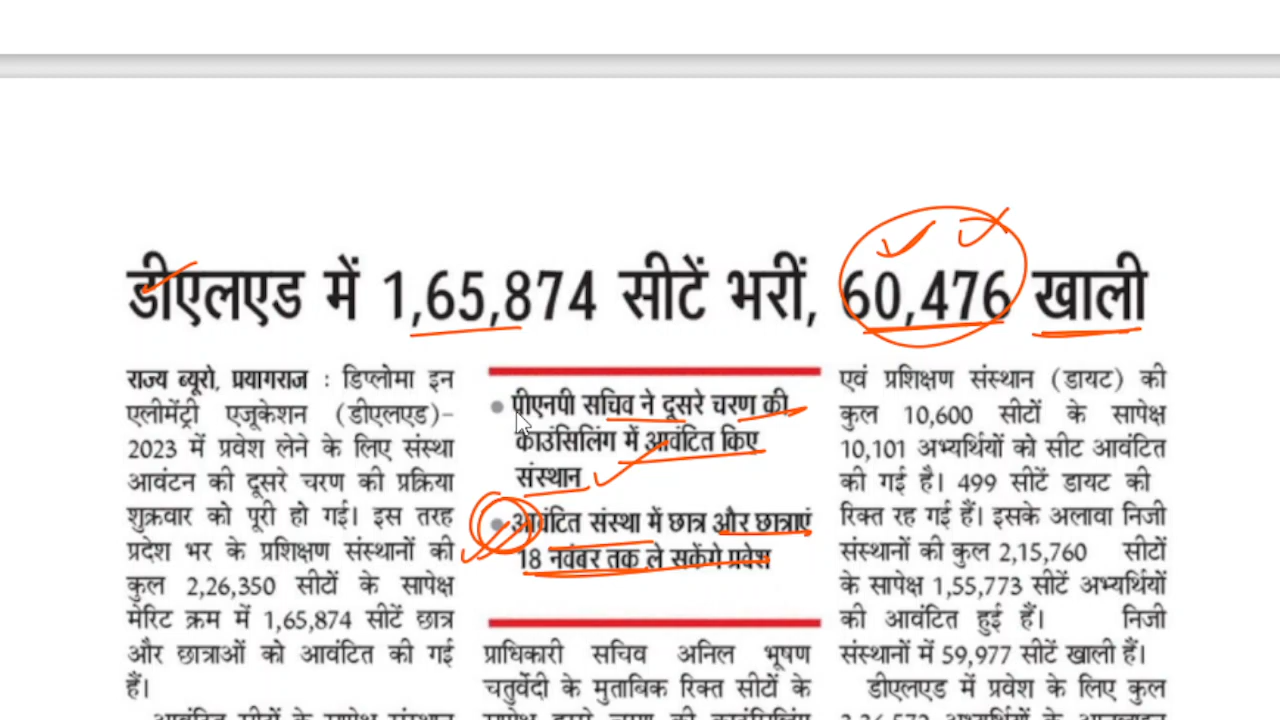 डीएलएड में 1,65,874 सीटें भरीं, 60,476 खाली
राज्य ब्यूरो, प्रयागराज : डिप्लोमा इन
एलीमेंट्री एजूकेशन (डीएलएड)-
2023 में प्रवेश लेने के लिए संस्था
आवंटन की दूसरे चरण की प्रक्रिया
शुक्रवार को पूरी हो गई। इस तरह
प्रदेश भर के प्रशिक्षण संस्थानों की
कुल 2,26,350 सीटों के सापेक्ष
मेरिट क्रम में 1,65,874 सीटें छात्र
और छात्राओं को आवंटित की गई
हैं।
आवंटित सीटों के सापेक्ष संस्थान
पीएनपी सचिव ने दूसरे चरण की
काउंसिलिंग में आवंटित किए
संस्थान
आवंटित संस्था में छात्र और छात्राएं
18 नवंबर तक ले सकेंगे प्रवेश
प्राधिकारी सचिव अनिल भूषण
चतुर्वेदी के मुताबिक रिक्त सीटों के
एवं प्रशिक्षण संस्थान (डायट) की
कुल 10,600 सीटों के सापेक्ष
10,101 अभ्यर्थियों को सीट आवंटित
की गई है। 499 सीटें डायट की
रिक्त रह गई हैं। इसके अलावा निजी
संस्थानों की कुल 2,15,760 सीटों
के सापेक्ष 1,55,773 सीटें अभ्यर्थियों
की आवंटित हुई हैं। निजी
संस्थानों में 59,977 सीटें खाली हैं।
डीएलएड में प्रवेश के लिए कुल